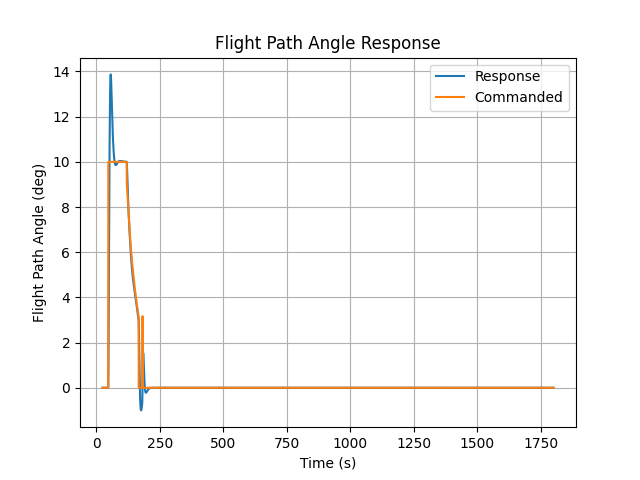 Flight Path Angle Response
Response
Commanded
Flight Path Angle (deg)
14
12
10
8
6
4
2
0
0 250 500 750 1000 1250 1500 1750
Time (s)